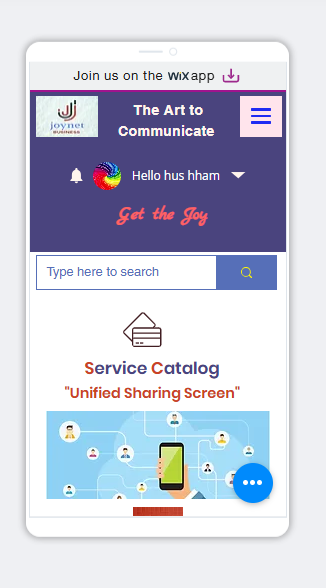 Join us on the WiX app
joynet
BUSINESS
The Art to
Communicate
Hello hus hham
Get the Joy
Type here to search
Service Catalog
"Unified Sharing Screen"